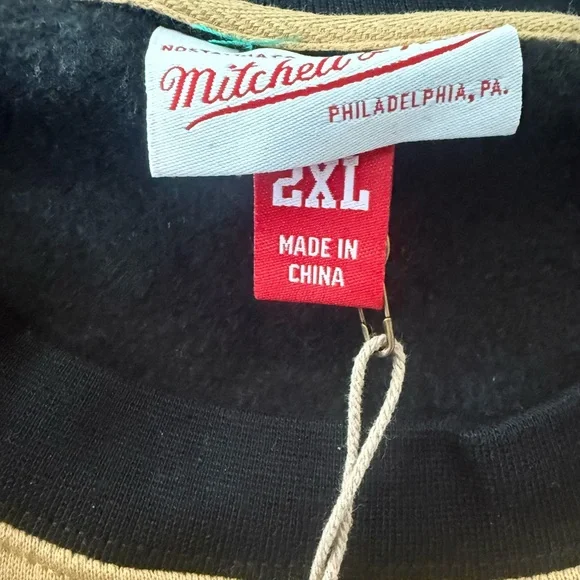 Mitchell &
PHILADELPHIA, PA.
2XL
MADE IN
CHINA